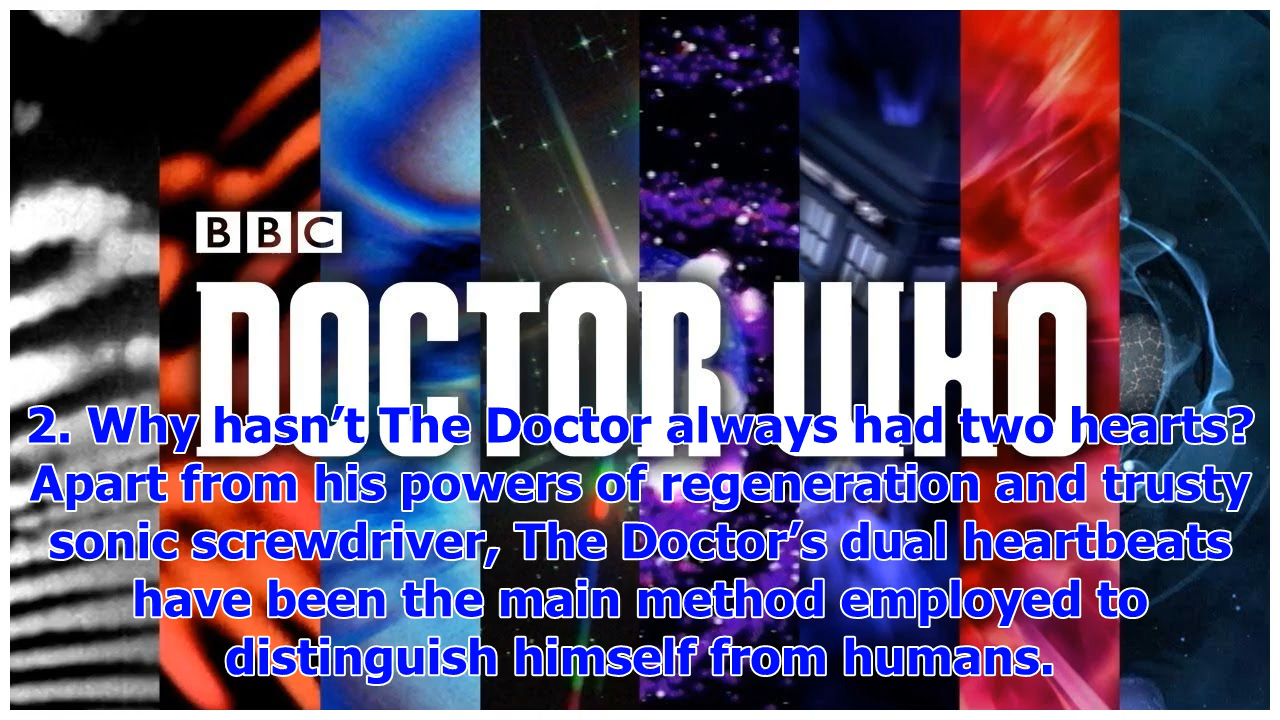 BBC
DOCTOR WHO
2. Why hasn’t The Doctor always had two hearts?
Apart from his powers of regeneration and trusty
sonic screwdriver, The Doctor’s dual heartbeats
have been the main method employed to
distinguish himself from humans.